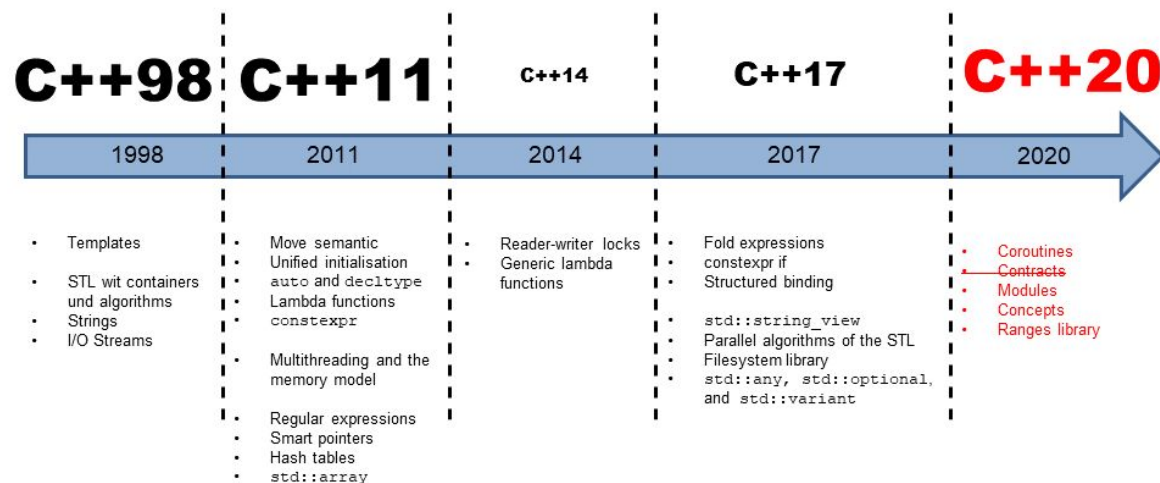 C++98
C++11
C++14
C++17
C++20
1998
2011
2014
2017
2020
Templates
STL wit containers
und algorithms
Strings
I/O Streams
Move semantic
Unified initialisation
auto and decltype
Lambda functions
constexpr
Multithreading and the
memory model
Regular expressions
Smart pointers
Hash tables
std::array
Reader-writer locks
Generic lambda
functions
Fold expressions
constexpr if
Structured binding
std::string_view
Parallel algorithms of the STL
Filesystem library
std::any, std::optional,
and std::variant
Coroutines
Contracts
Modules
Concepts
Ranges library